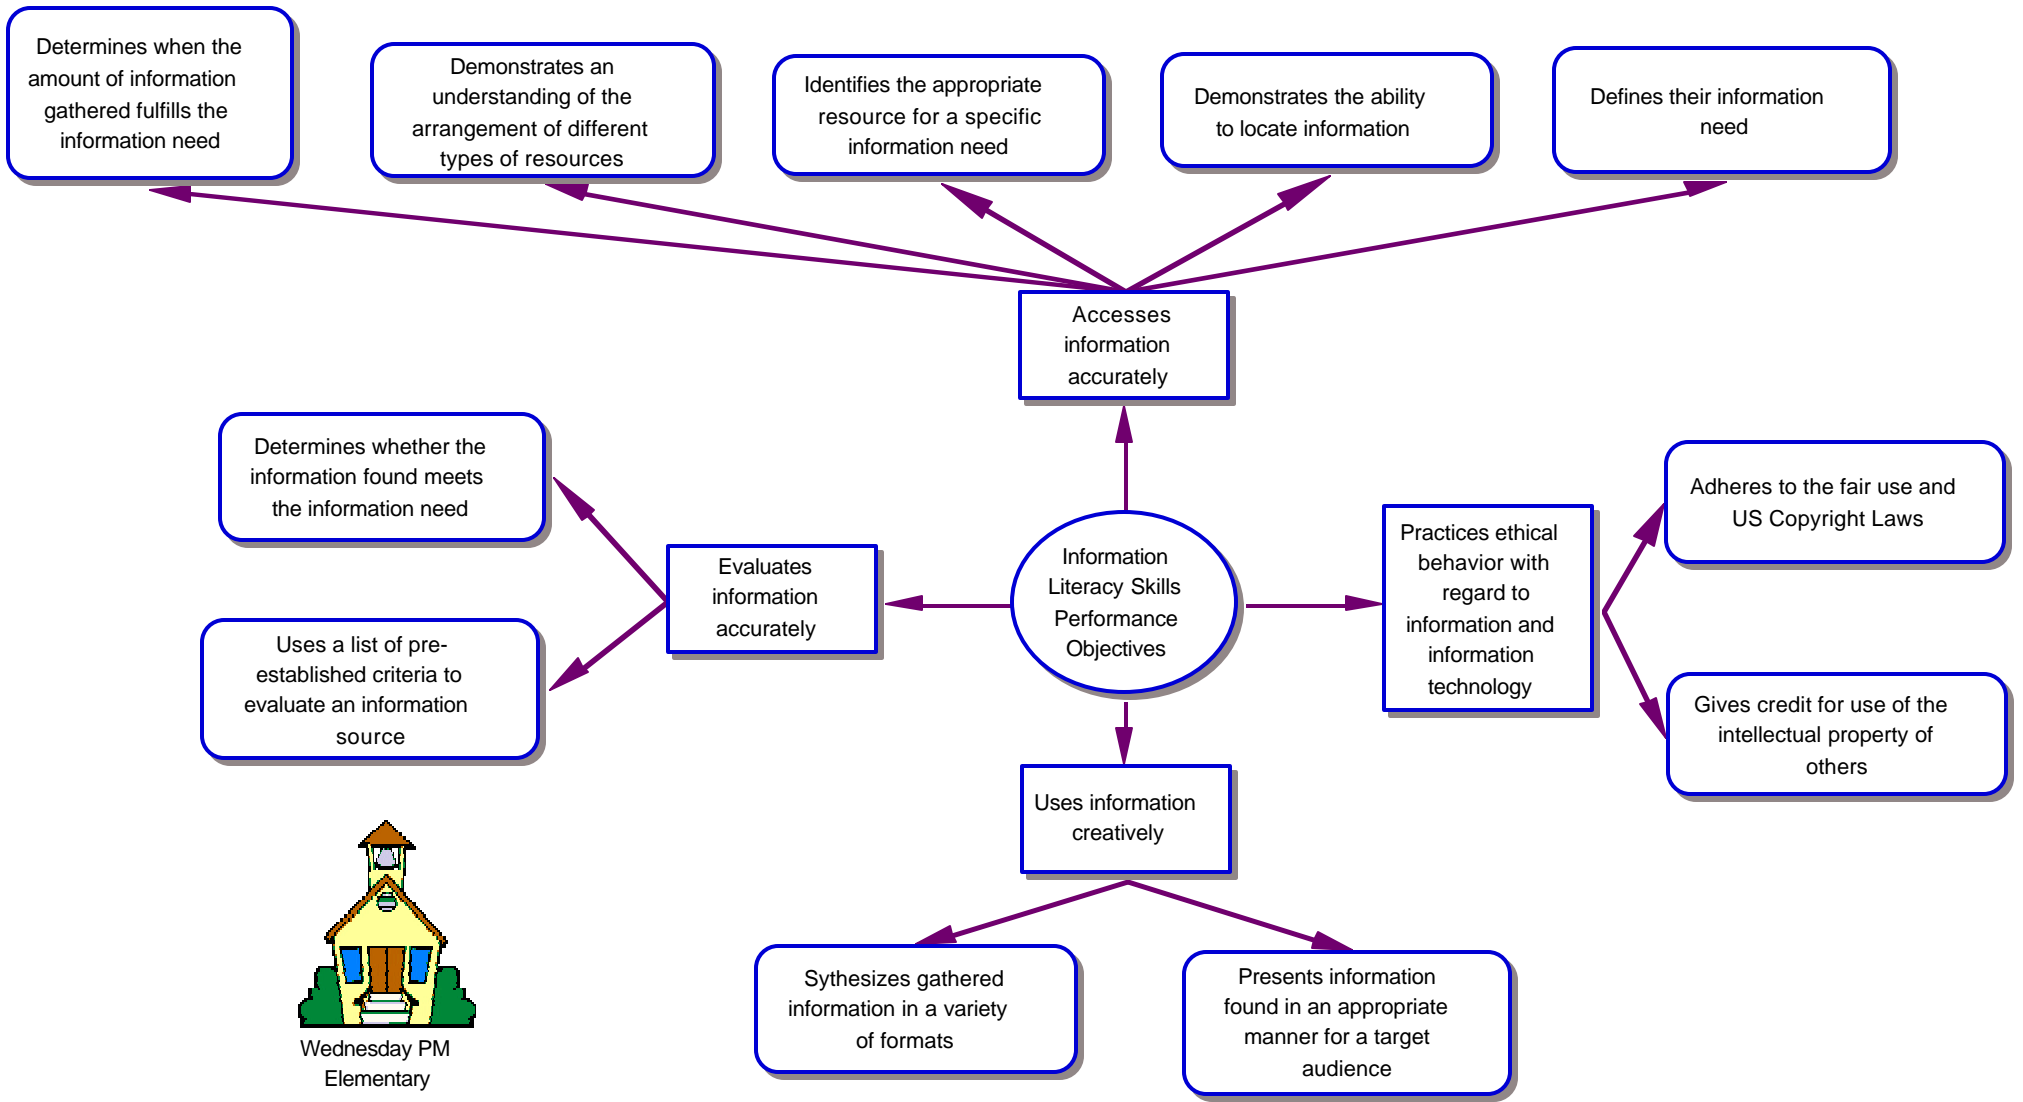 Determines when the
amount of information
gathered fulfills the
information need
Demonstrates an
understanding of the
arrangement of different
types of resources
Identifies the appropriate
resource for a specific
information need
Demonstrates the ability
to locate information
Defines their information
need
Accesses
information
accurately
Determines whether the
information found meets
the information need
Uses a list of pre-
established criteria to
evaluate an information
source
Evaluates
information
accurately
Information
Literacy Skills
Performance
Objectives
Practices ethical
behavior with
regard to
information and
information
technology
Adheres to the fair use and
US Copyright Laws
Gives credit for use of the
intellectual property of
others
Uses information
creatively
Sythesizes gathered
information in a variety
of formats
Presents information
found in an appropriate
manner for a target
audience
Wednesday PM
Elementary